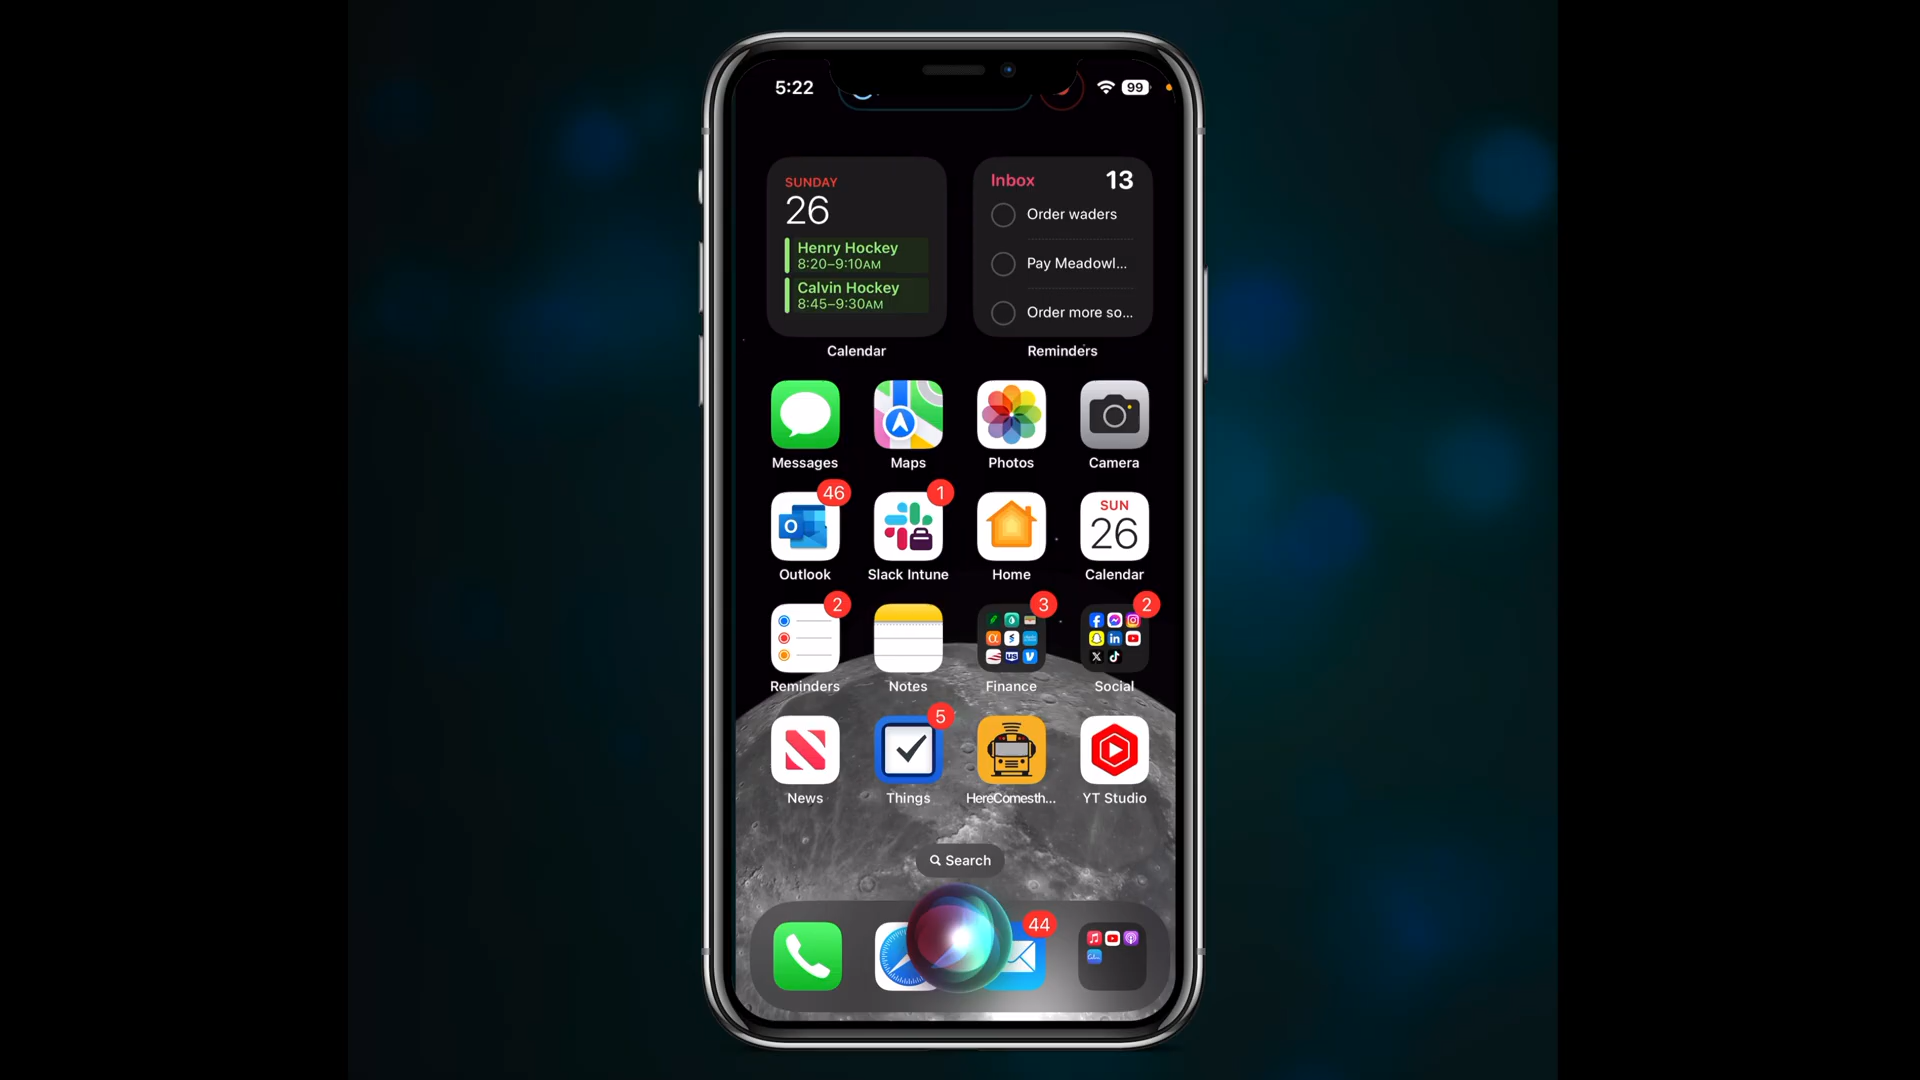 5:22
99
SUNDAY
26
Henry Hockey
8:20–9:10AM
Calvin Hockey
8:45–9:30AM
Calendar
Inbox
13
Order waders
Pay Meadowl...
Order more so...
Reminders
Messages
Maps
Photos
Camera
46
O
Outlook
1
Slack Intune
Home
SUN
26
Calendar
2
Reminders
Notes
3
Finance
2
Social
News
5
Things
HereComesth...
YT Studio
Search
44